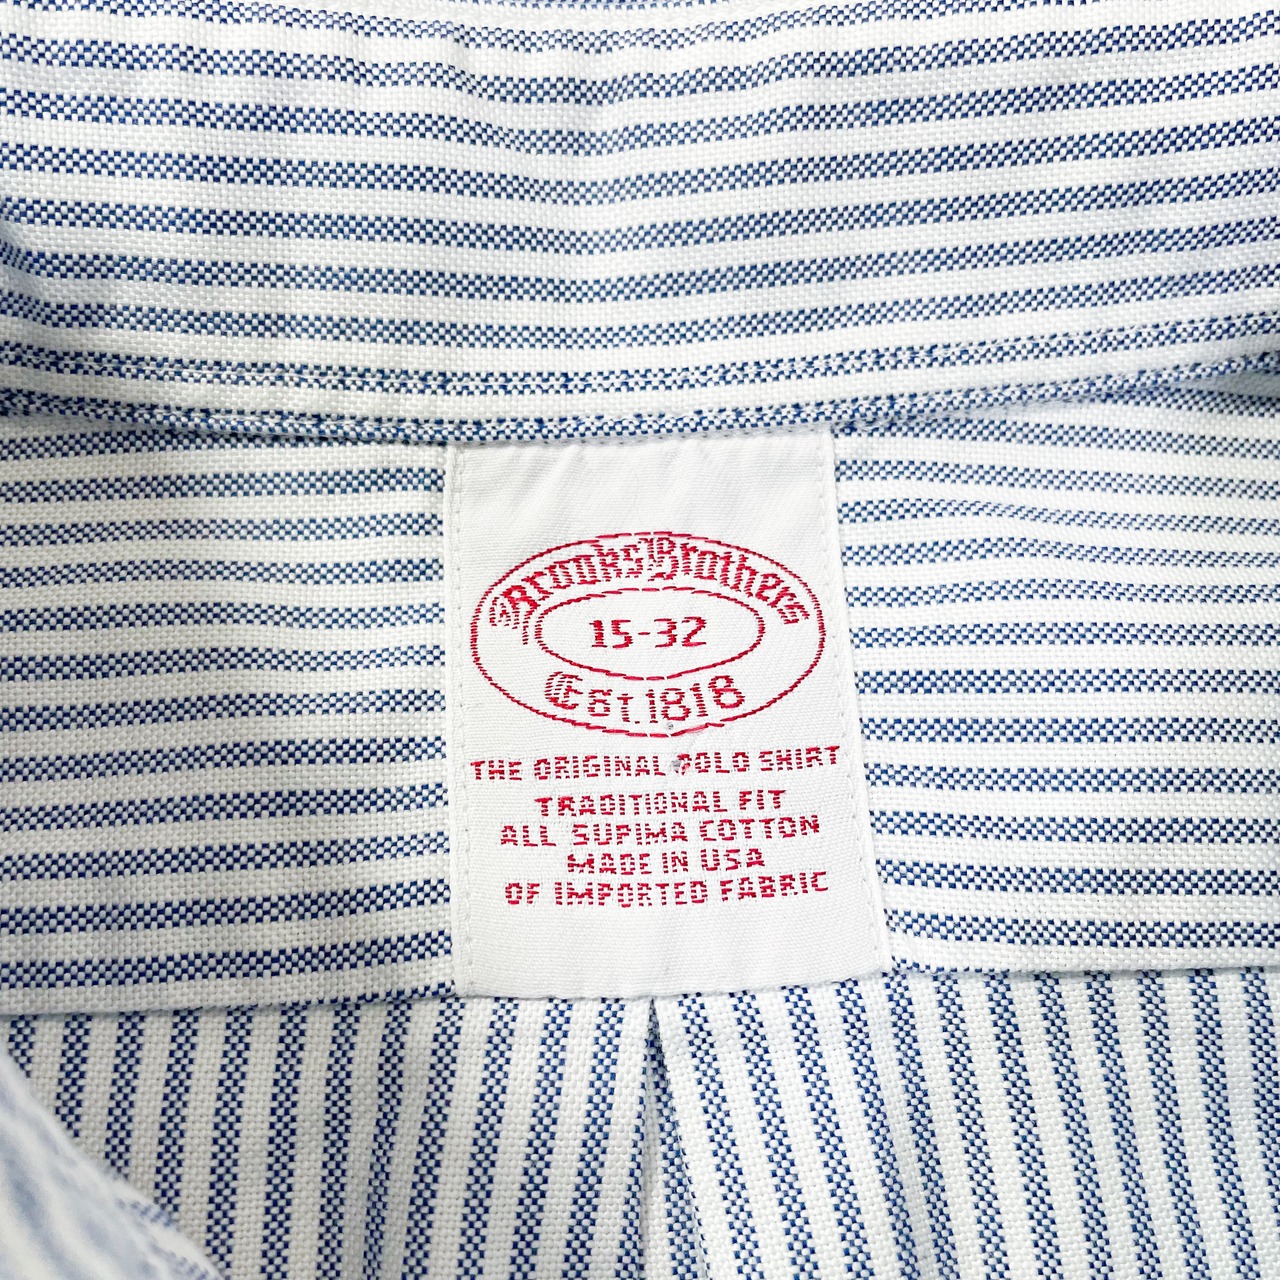 Brooks Brothers
15-32
Est. 1818
THE ORIGINAL POLO SHIRT
TRADITIONAL FIT
ALL SUPIMA COTTON
MADE IN USA
OF IMPORTED FABRIC